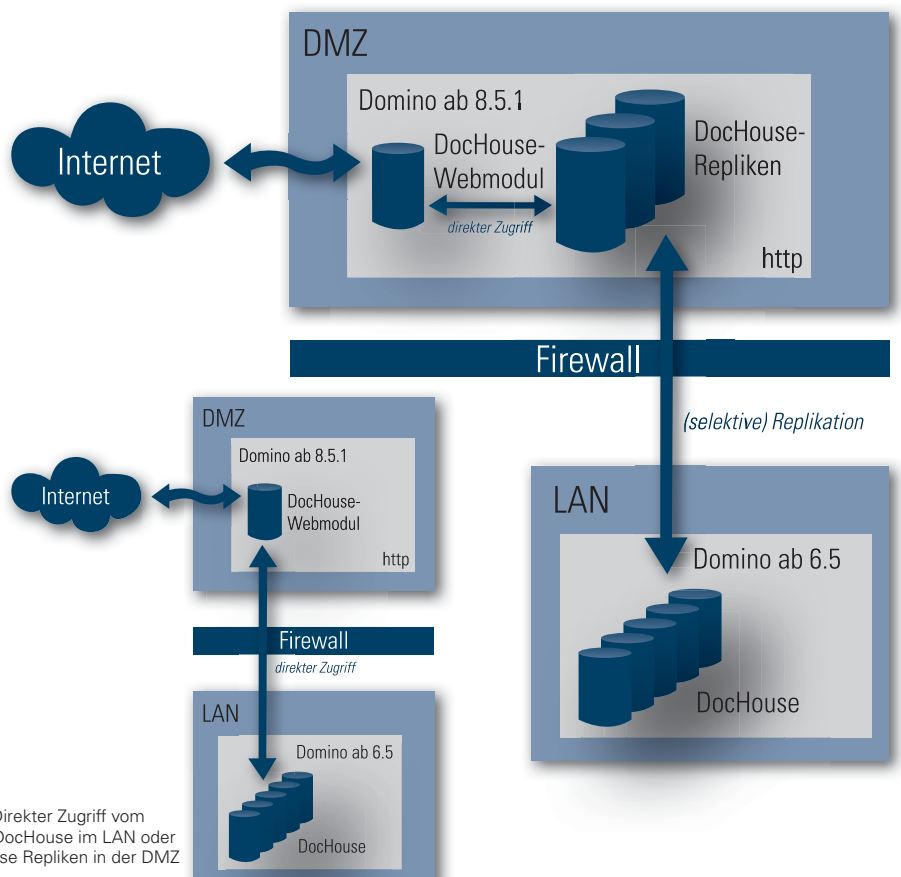 DMZ
Domino ab 8.5.1
Internet
DocHouse-
Webmodul
DocHouse-
Repliken
direkter Zugriff
http
Firewall
(selektive) Replikation
LAN
Domino ab 6.5
DocHouse
DMZ
Domino ab 8.5.1
Internet
DocHouse-
Webmodul
http
Firewall
direkter Zugriff
LAN
Domino ab 6.5
DocHouse
Zugriff vom
DocHouse im LAN oder
Repliken in der DMZ